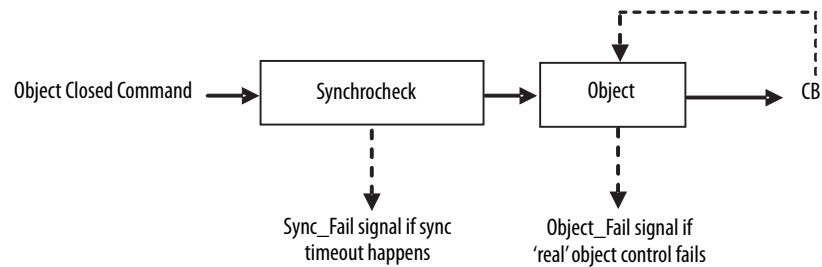 Object Closed Command
Synchrocheck
Object
CB
Sync_Fail signal if sync
timeout happens
Object_Fail signal if
‘real’ object control fails